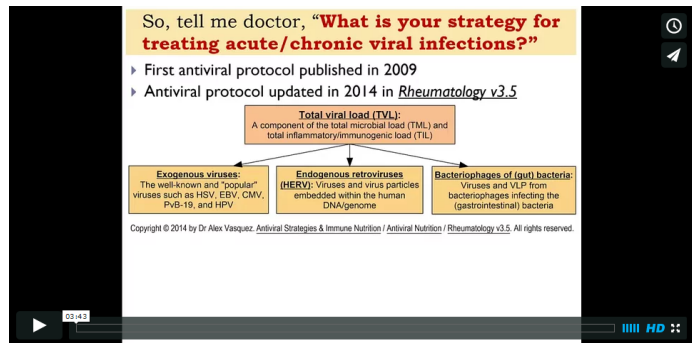 So, tell me doctor, “What is your strategy for
treating acute/chronic viral infections?”
First antiviral protocol published in 2009
Antiviral protocol updated in 2014 in Rheumatology v3.5
Total viral load (TVL):
A component of the total microbial load (TML) and
total inflammatory/immunogenic load (TIL)
Exogenous viruses:
The well-known and "popular"
viruses such as HSV, EBV, CMV,
PvB-19, and HPV
Endogenous retroviruses
(HERV): Viruses and virus particles
embedded within the human
DNA/genome
Bacteriophages of (gut) bacteria:
Viruses and VLP from
bacteriophages infecting the
(gastrointestinal) bacteria
Copyright © 2014 by Dr Alex Vasquez. Antiviral Strategies & Immune Nutrition / Antiviral Nutrition / Rheumatology v3.5. All rights reserved.
03:43
HD